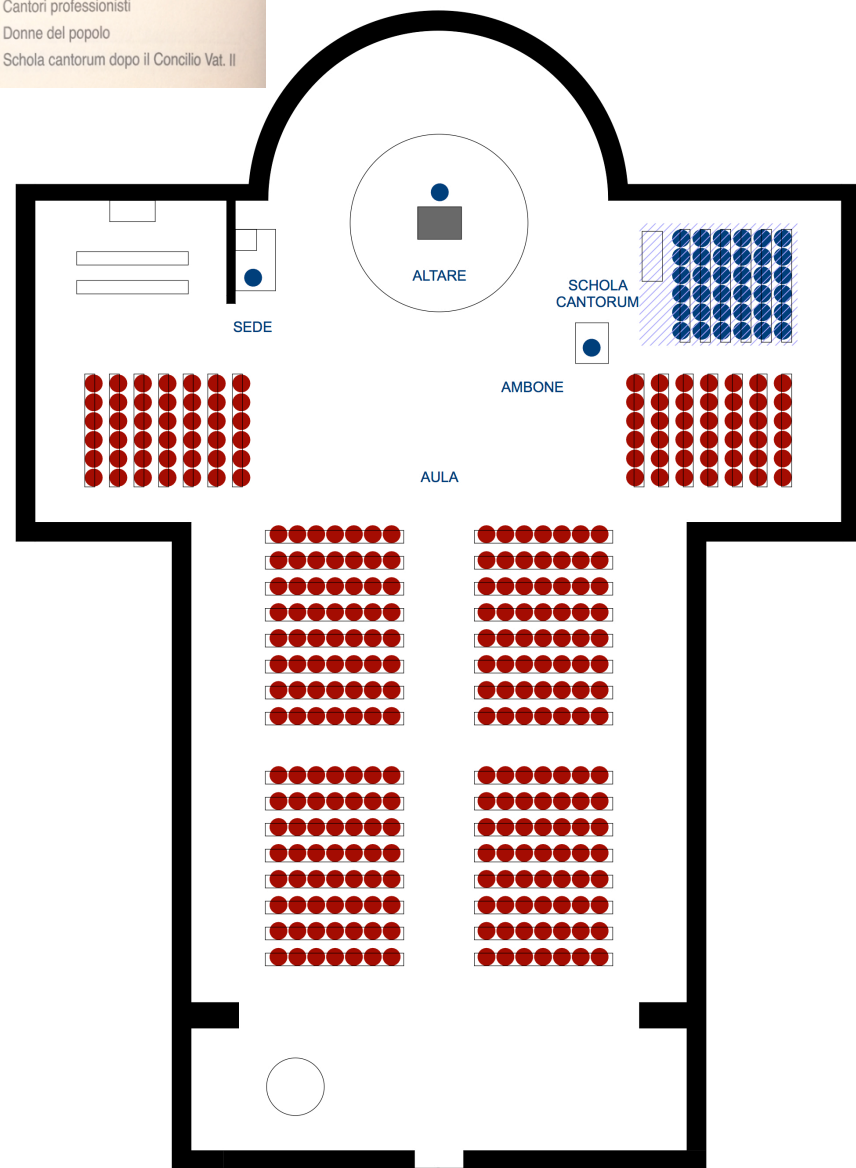 Cantori professionisti
Donne del popolo
Schola cantorum dopo il Concilio Vat. II
ALTARE
SCHOLA
CANTORUM
SEDE
AMBONE
AULA